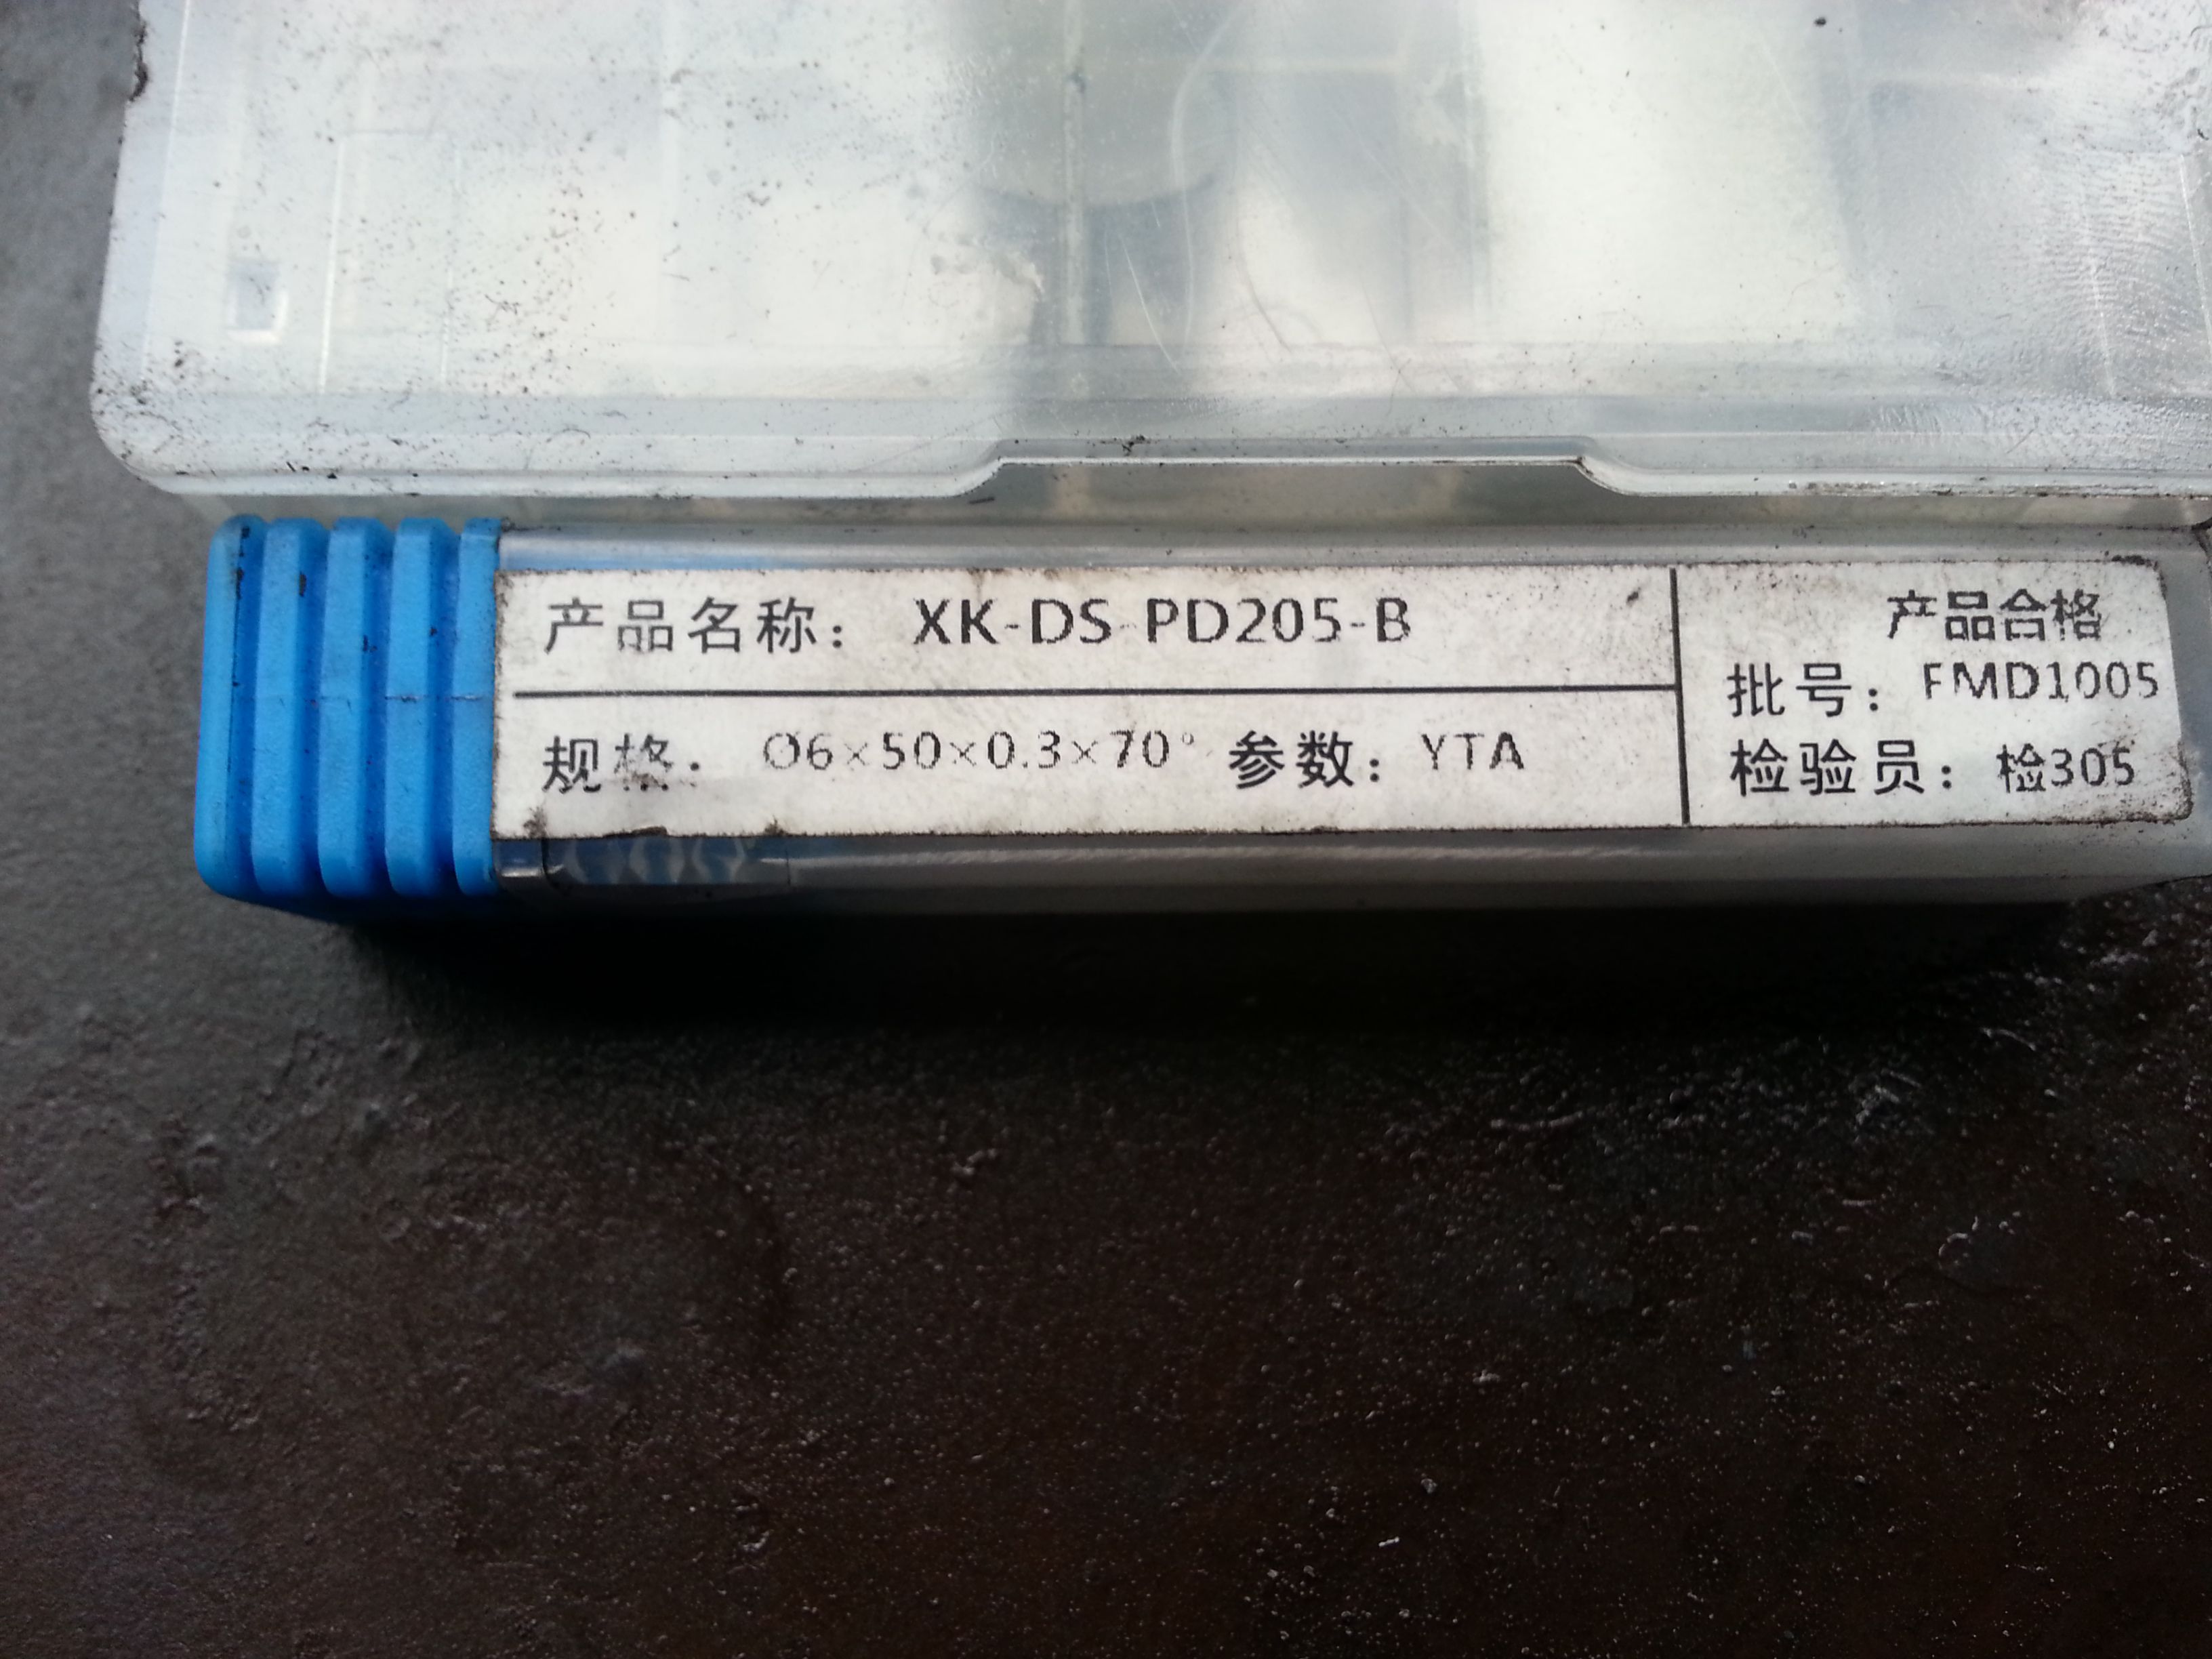 产品名称： XK-DS-PD205-B
规格： Ø6×50×0.3×70° 参数：YTA
产品合格
批号：FMD1005
检验员：检305